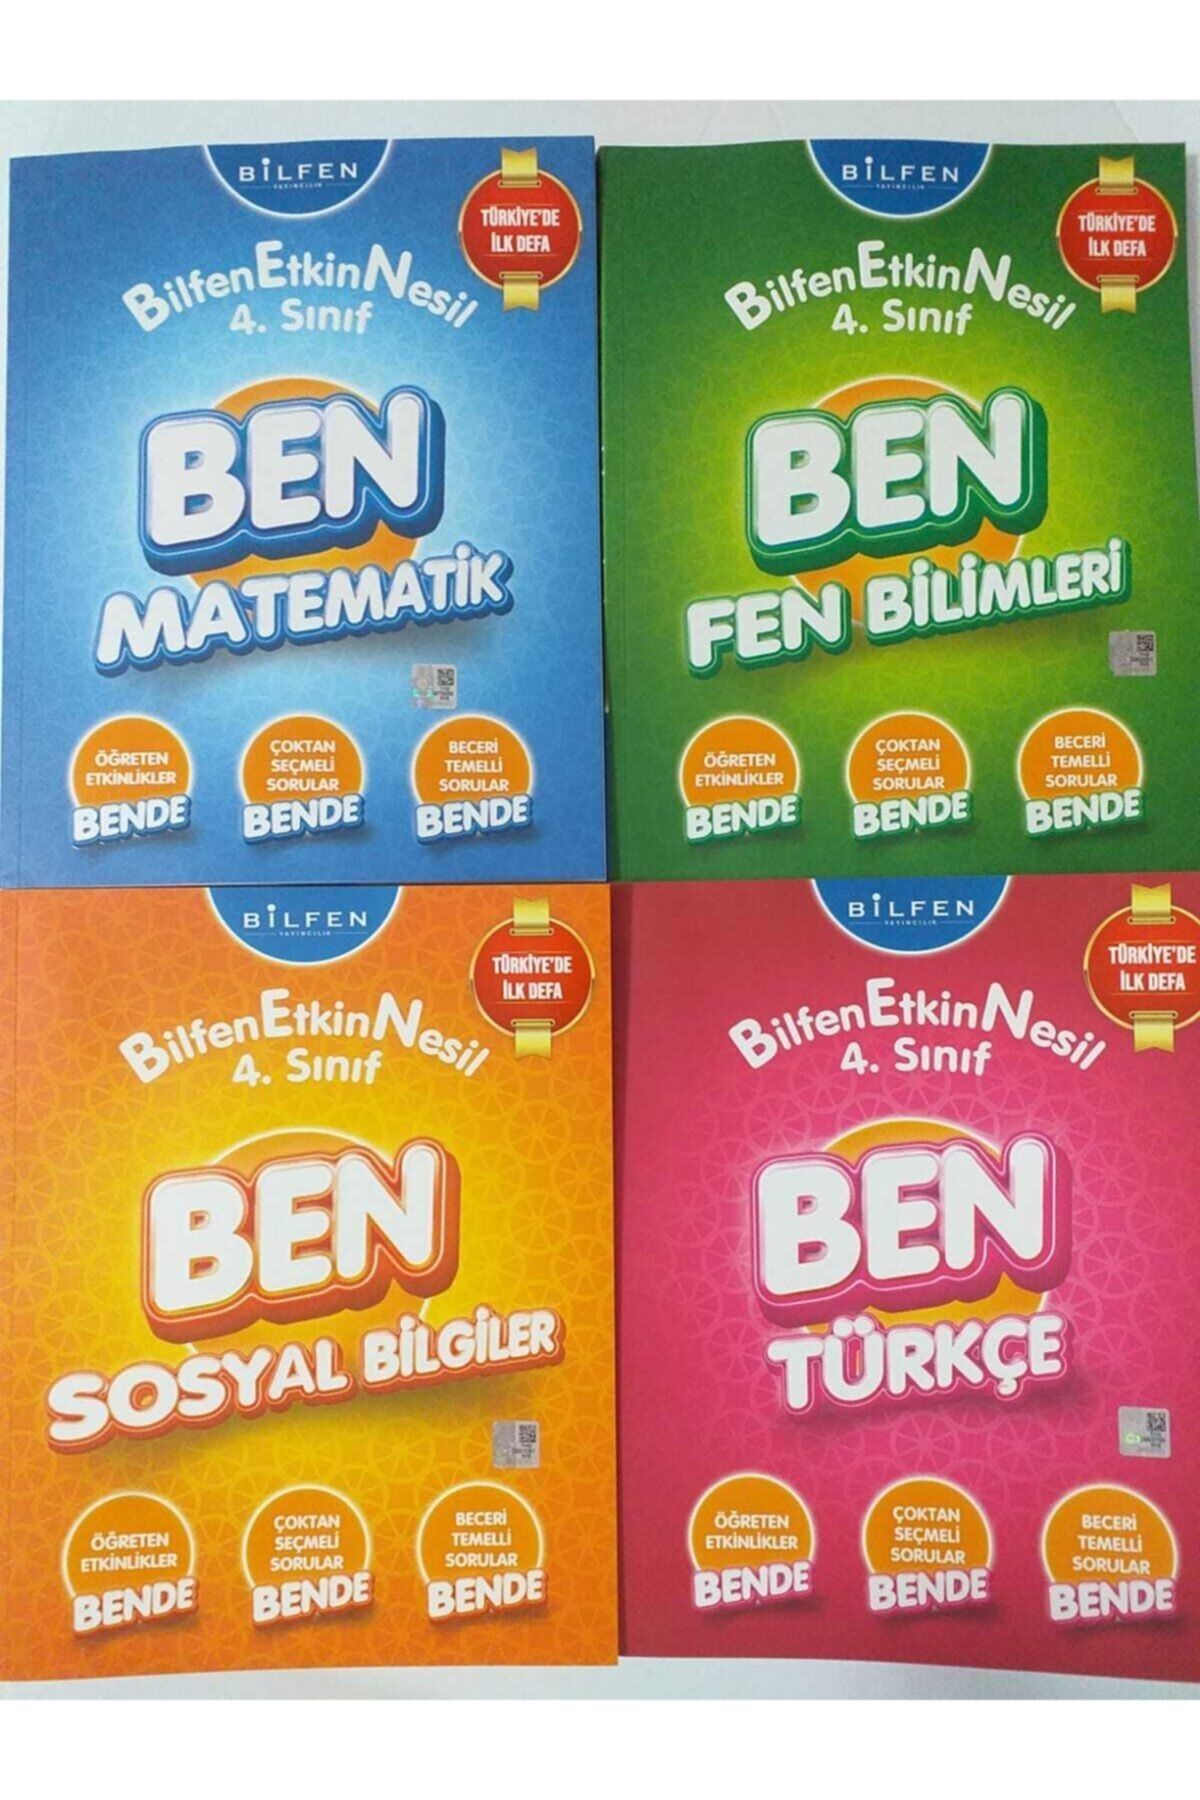 BİLFEN
YAYINCILIK
TÜRKİYE'DE
İLK DEFA
BilfenEtkinNesil
4. Sınıf
BEN
MATEMATİK
ÖĞRETEN
ETKİNLİKLER
BENDE
ÇOKTAN
SEÇMELİ
SORULAR
BENDE
BECERİ
TEMELLİ
SORULAR
BENDE
BİLFEN
YAYINCILIK
TÜRKİYE'DE
İLK DEFA
BilfenEtkinNesil
4. Sınıf
BEN
FEN BİLİMLERİ
ÖĞRETEN
ETKİNLİKLER
BENDE
ÇOKTAN
SEÇMELİ
SORULAR
BENDE
BECERİ
TEMELLİ
SORULAR
BENDE
BİLFEN
YAYINCILIK
TÜRKİYE'DE
İLK DEFA
BilfenEtkinNesil
4. Sınıf
BEN
SOSYAL BİLGİLER
ÖĞRETEN
ETKİNLİKLER
BENDE
ÇOKTAN
SEÇMELİ
SORULAR
BENDE
BECERİ
TEMELLİ
SORULAR
BENDE
BİLFEN
YAYINCILIK
TÜRKİYE'DE
İLK DEFA
BilfenEtkinNesil
4. Sınıf
BEN
TÜRKÇE
ÖĞRETEN
ETKİNLİKLER
BENDE
ÇOKTAN
SEÇMELİ
SORULAR
BENDE
BECERİ
TEMELLİ
SORULAR
BENDE